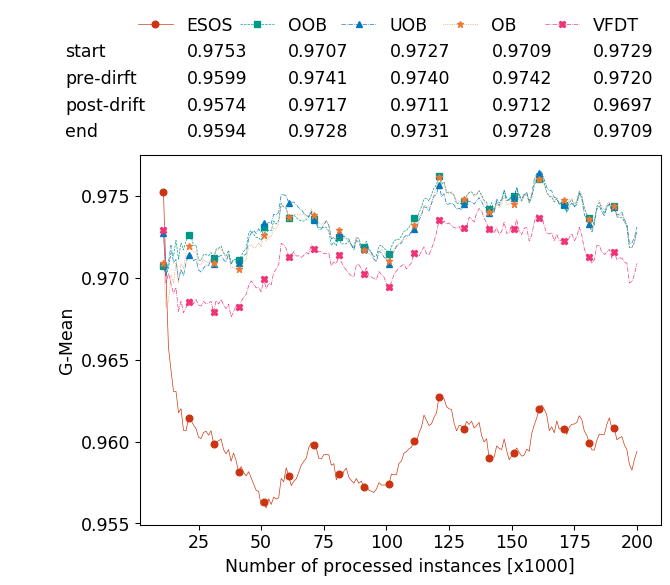 ESOS OOB UOB OB VFDT
start 0.9753 0.9707 0.9727 0.9709 0.9729
pre-dirft 0.9599 0.9741 0.9740 0.9742 0.9720
post-drift 0.9574 0.9717 0.9711 0.9712 0.9697
end 0.9594 0.9728 0.9731 0.9728 0.9709
G-Mean
0.975
0.970
0.965
0.960
0.955
25 50 75 100 125 150 175 200
Number of processed instances [x1000]